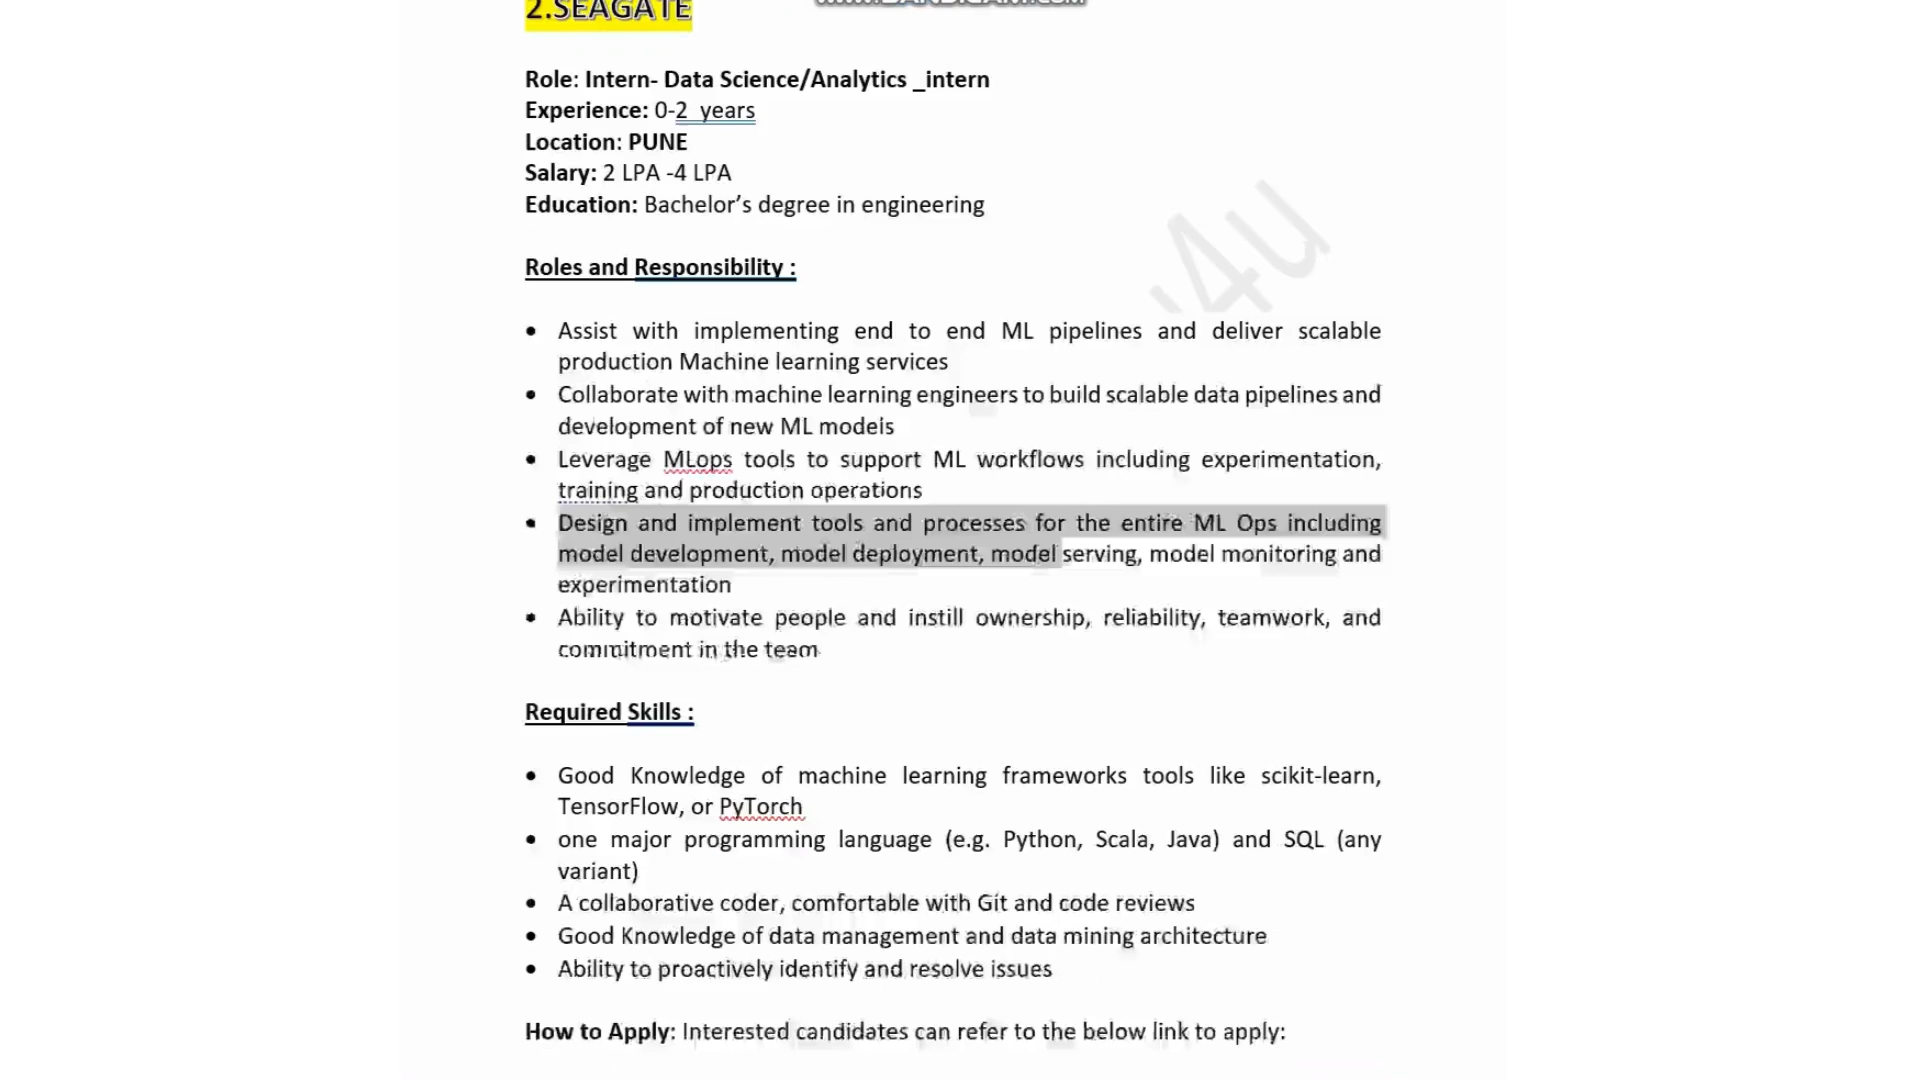 2.SEAGATE
WWW.BANDICAM.COM
Role: Intern- Data Science/Analytics _intern
Experience: 0-2 years
Location: PUNE
Salary: 2 LPA -4 LPA
Education: Bachelor’s degree in engineering
'4u
Roles and Responsibility :
• Assist with implementing end to end ML pipelines and deliver scalable
production Machine learning services
• Collaborate with machine learning engineers to build scalable data pipelines and
development of new ML models
• Leverage MLops tools to support ML workflows including experimentation,
training and production operations
• Design and implement tools and processes for the entire ML Ops including
model development, model deployment, model serving, model monitoring and
experimentation
• Ability to motivate people and instill ownership, reliability, teamwork, and
commitment in the team
Required Skills :
• Good Knowledge of machine learning frameworks tools like scikit-learn,
TensorFlow, or PyTorch
• one major programming language (e.g. Python, Scala, Java) and SQL (any
variant)
• A collaborative coder, comfortable with Git and code reviews
• Good Knowledge of data management and data mining architecture
• Ability to proactively identify and resolve issues
How to Apply: Interested candidates can refer to the below link to apply: